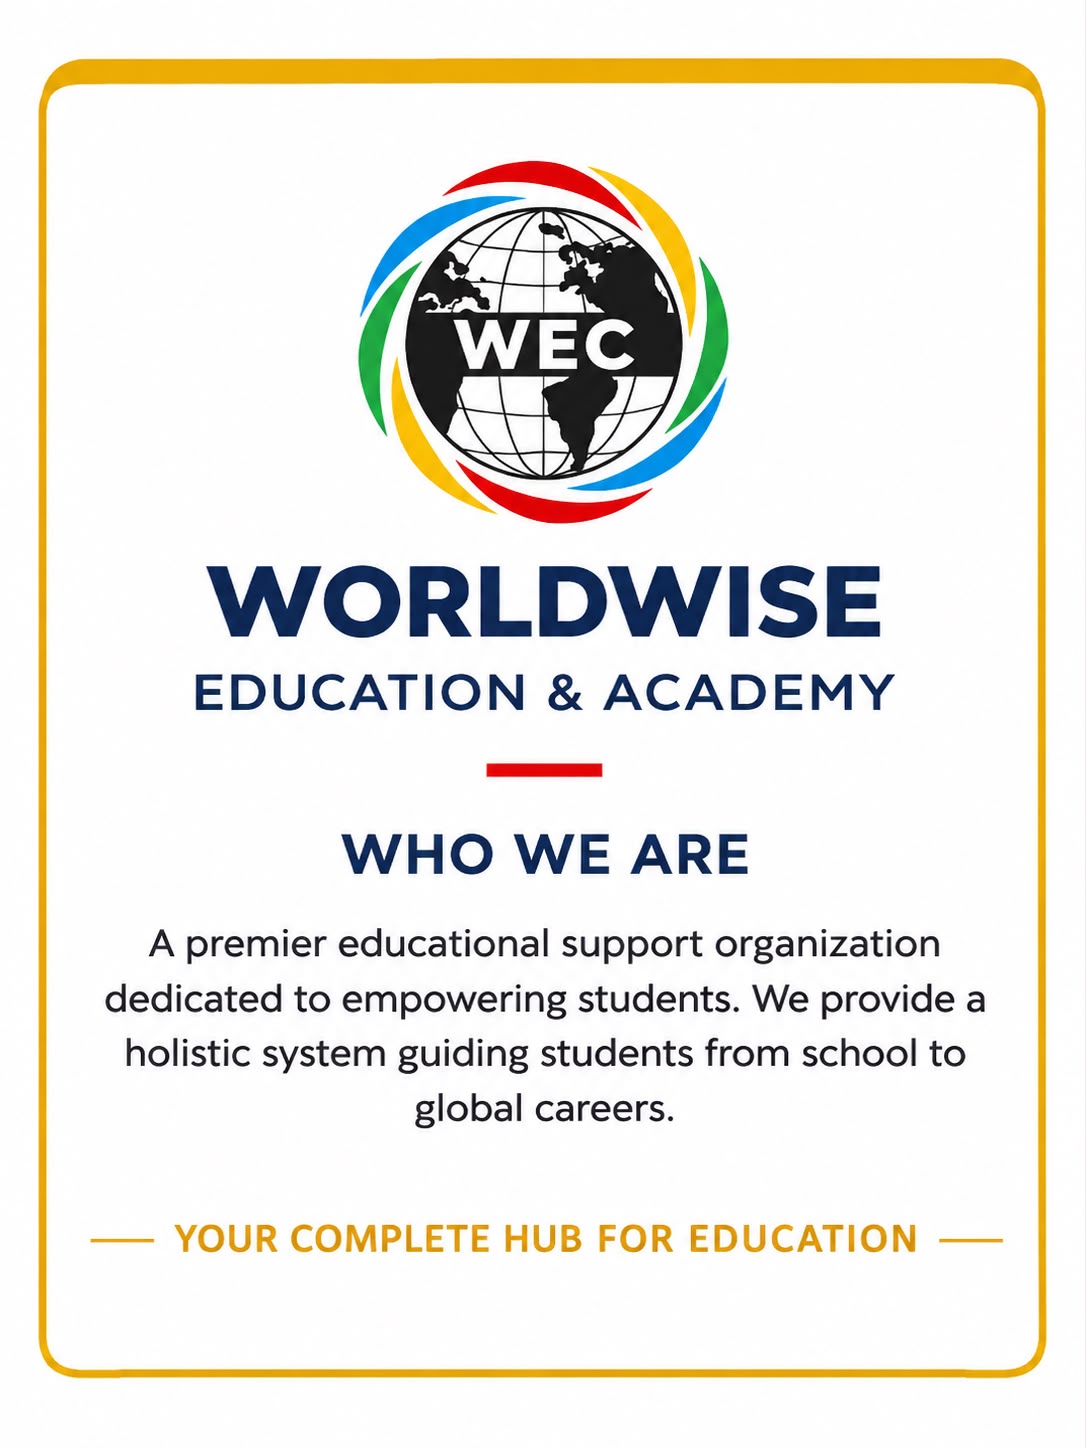 WEC
WORLDWISE
EDUCATION & ACADEMY
WHO WE ARE
A premier educational support organization
dedicated to empowering students. We provide a
holistic system guiding students from school to
global careers.
YOUR COMPLETE HUB FOR EDUCATION